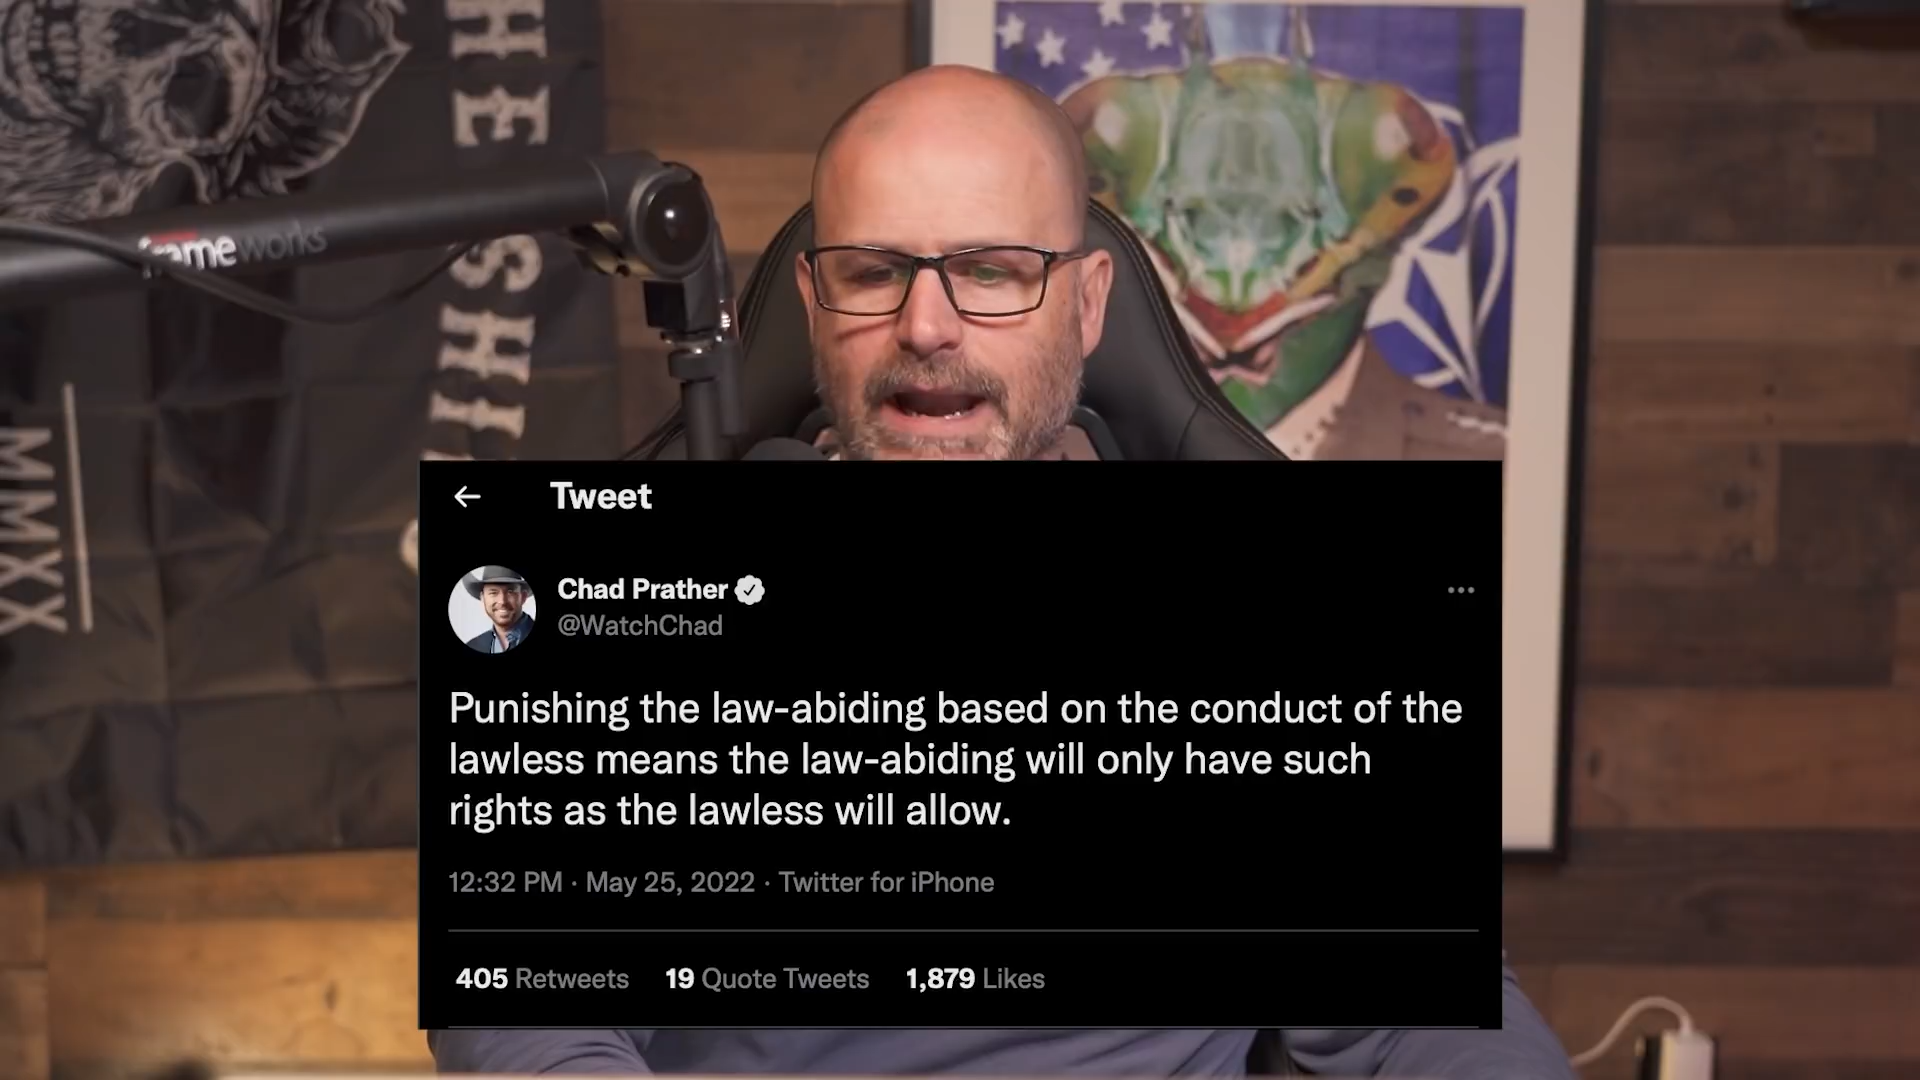 HE
SHI
MMXX
frameworks
Tweet
Chad Prather
@WatchChad
Punishing the law-abiding based on the conduct of the
lawless means the law-abiding will only have such
rights as the lawless will allow.
12:32 PM · May 25, 2022 · Twitter for iPhone
405 Retweets 19 Quote Tweets 1,879 Likes